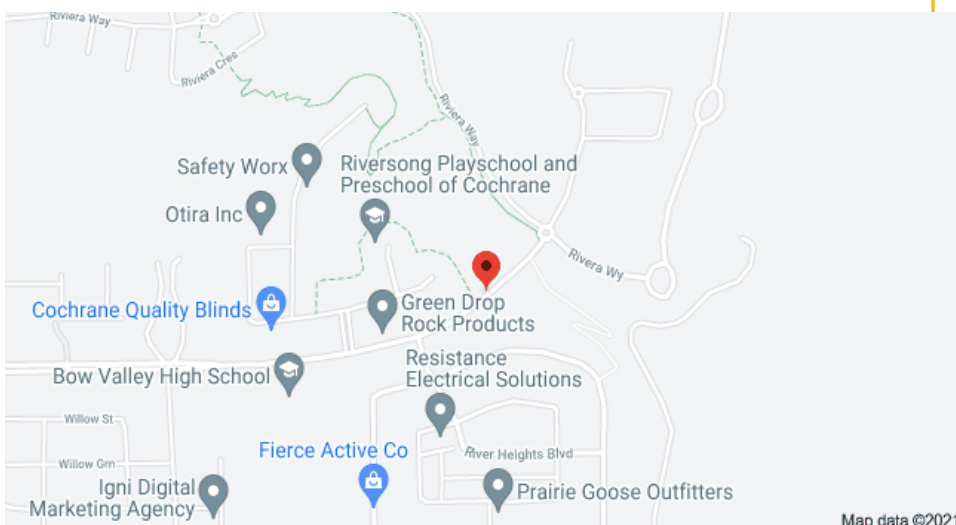 Riviera Way
Riviera Cres
Riviera Way
Safety Worx
Riversong Playschool and
Preschool of Cochrane
Otira Inc
Rivera Wy
Cochrane Quality Blinds
Green Drop
Rock Products
Resistance
Electrical Solutions
Bow Valley High School
Willow St
Fierce Active Co
River Heights Blvd
Willow Grn
Igni Digital
Marketing Agency
Prairie Goose Outfitters
Map data ©2021